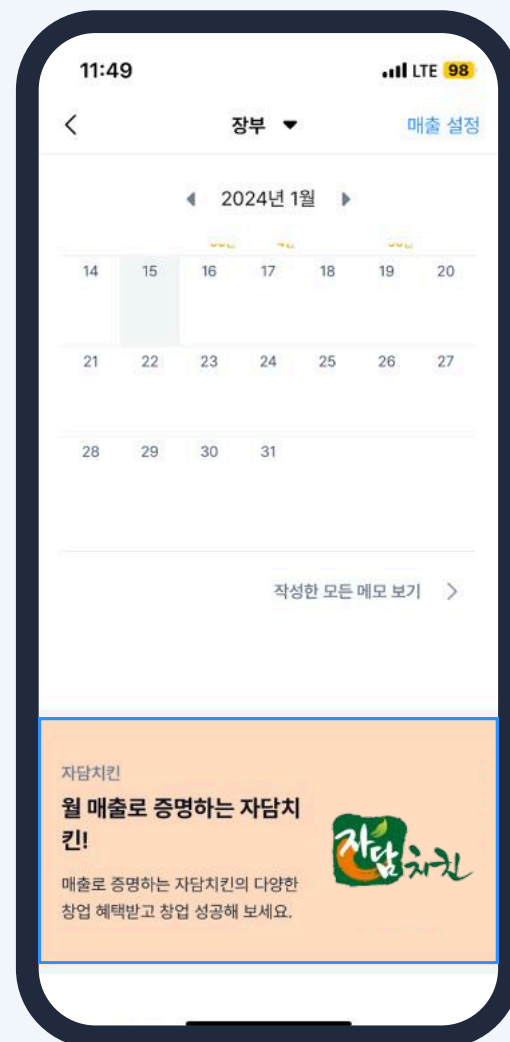 11:49 LTE 98
장부 매출 설정
2024년 1월
14 15 16 17 18 19 20
21 22 23 24 25 26 27
28 29 30 31
작성한 모든 메모 보기
자담치킨
월 매출로 증명하는 자담치
킨!
매출로 증명하는 자담치킨의 다양한
창업 혜택받고 창업 성공해 보세요.
자담치킨